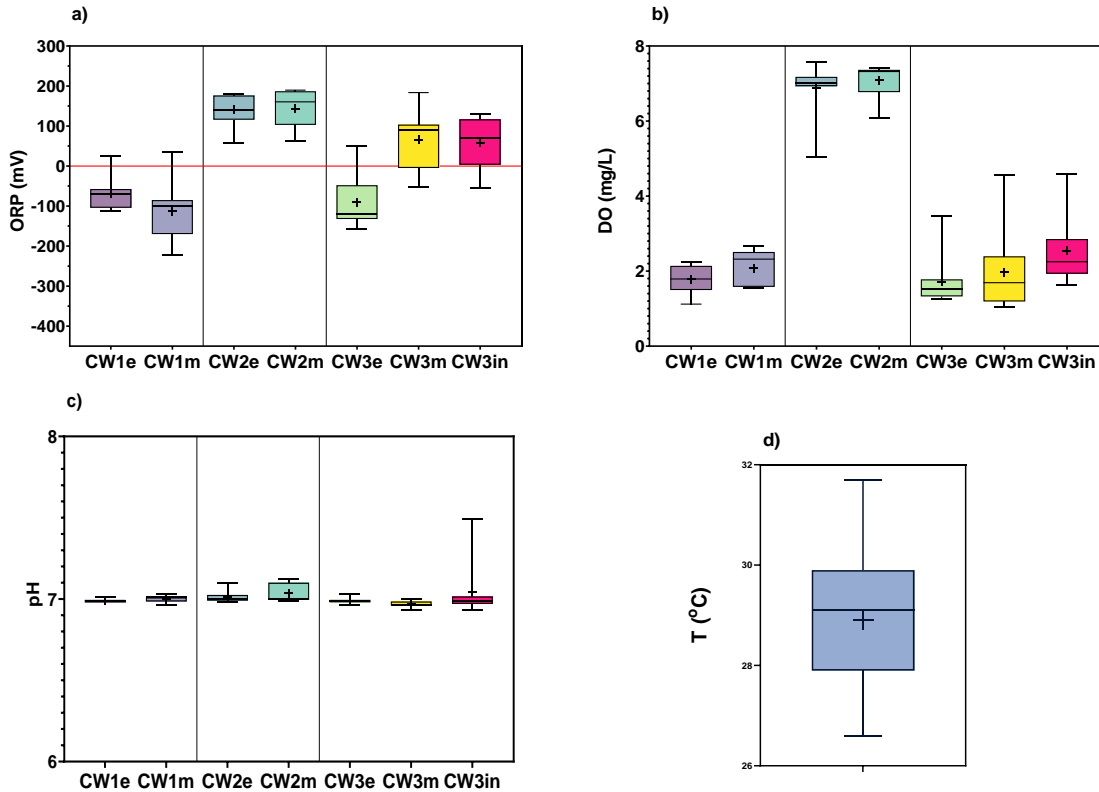 a)
300
200
100
0
-100
-200
-300
-400
ORP (mV)
CW1e CW1m CW2e CW2m CW3e CW3m CW3in
b)
8
6
4
2
0
DO (mg/L)
CW1e CW1m CW2e CW2m CW3e CW3m CW3in
c)
8
7
6
pH
CW1e CW1m CW2e CW2m CW3e CW3m CW3in
d)
32
30
28
26
T (°C)